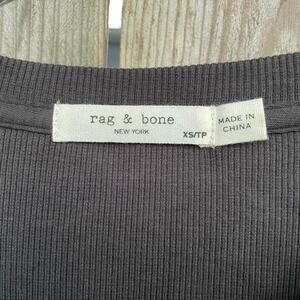 rag & bone
NEW YORK
XS/TP
MADE IN
CHINA